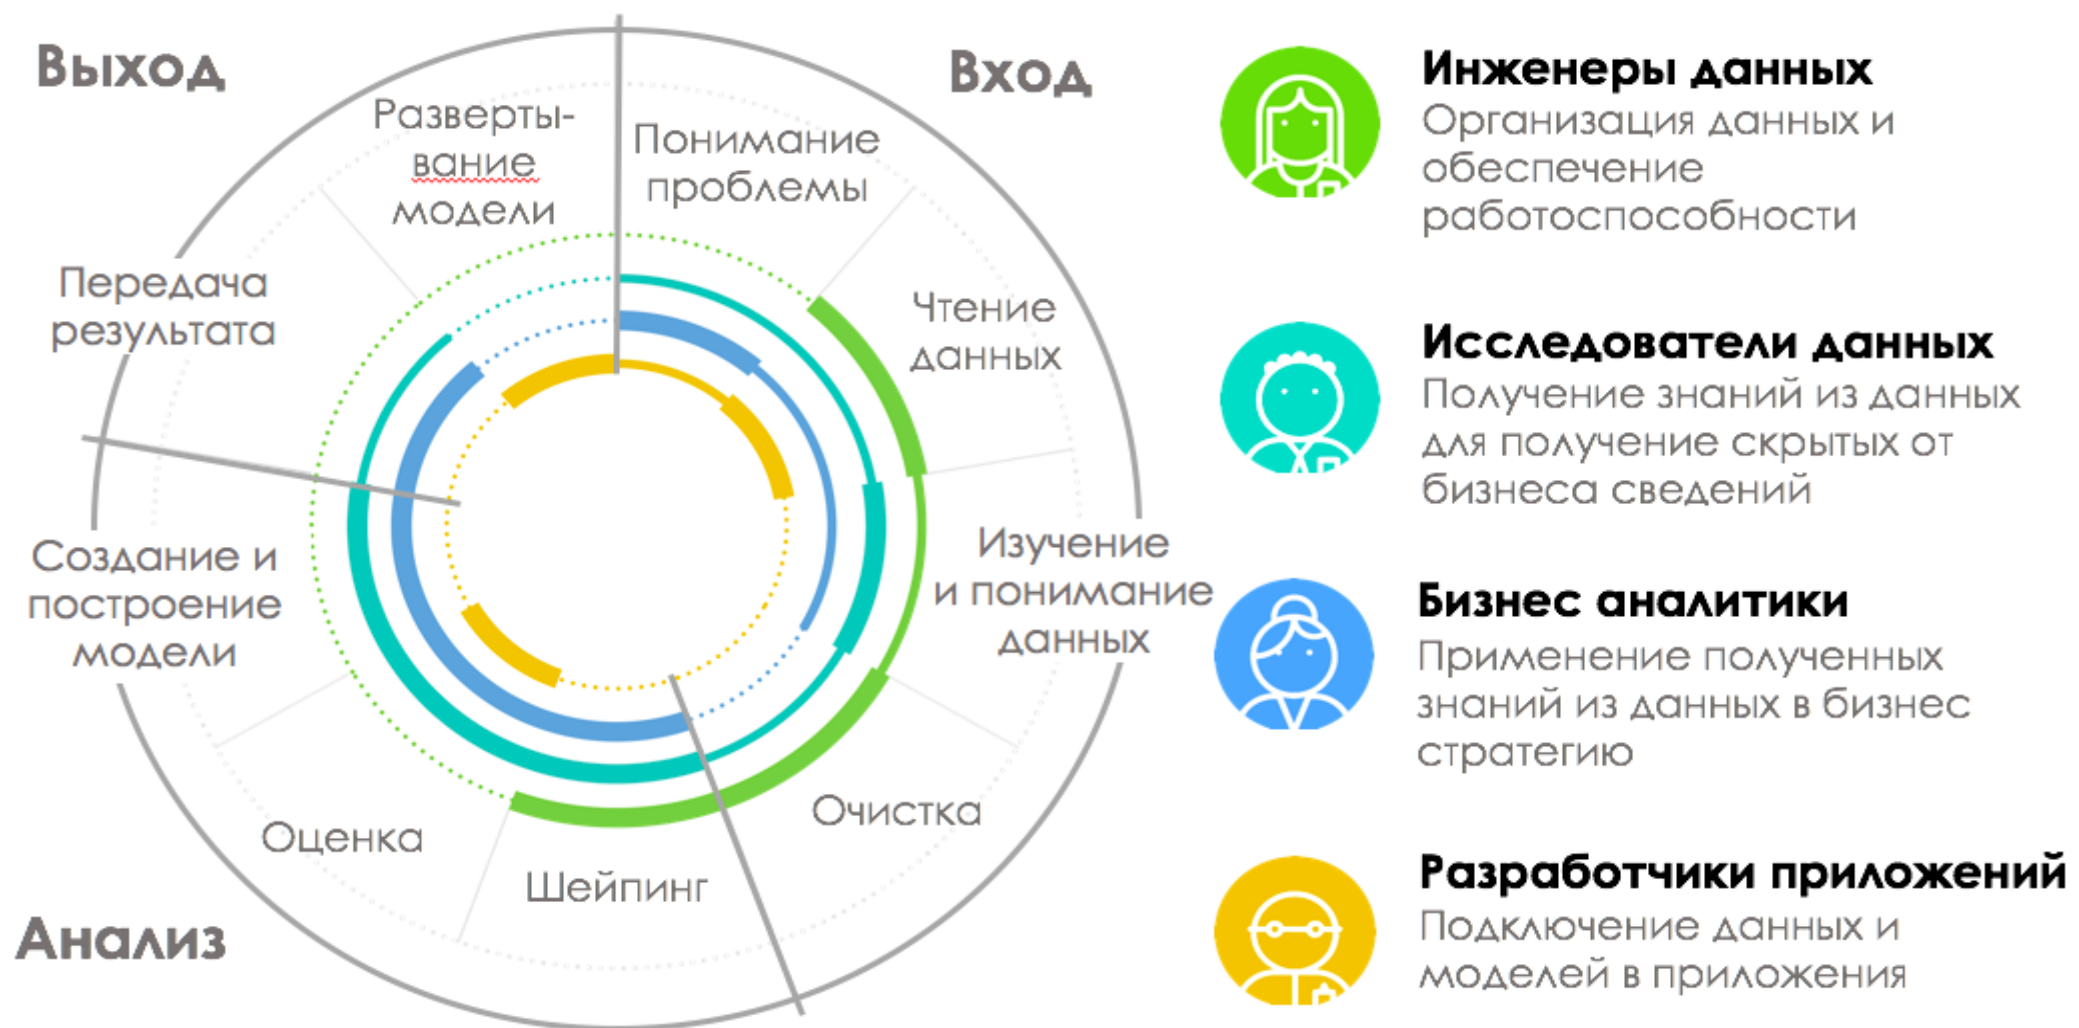 Выход
Вход
Разверты-
вание
модели
Понимание
проблемы
Передача
результата
Чтение
данных
Создание и
построение
модели
Изучение
и понимание
данных
Оценка
Шейпинг
Очистка
Анализ
Инженеры данных
Организация данных и
обеспечение
работоспособности
Исследователи данных
Получение знаний из данных
для получение скрытых от
бизнеса сведений
Бизнес аналитики
Применение полученных
знаний из данных в бизнес
стратегию
Разработчики приложений
Подключение данных и
моделей в приложения